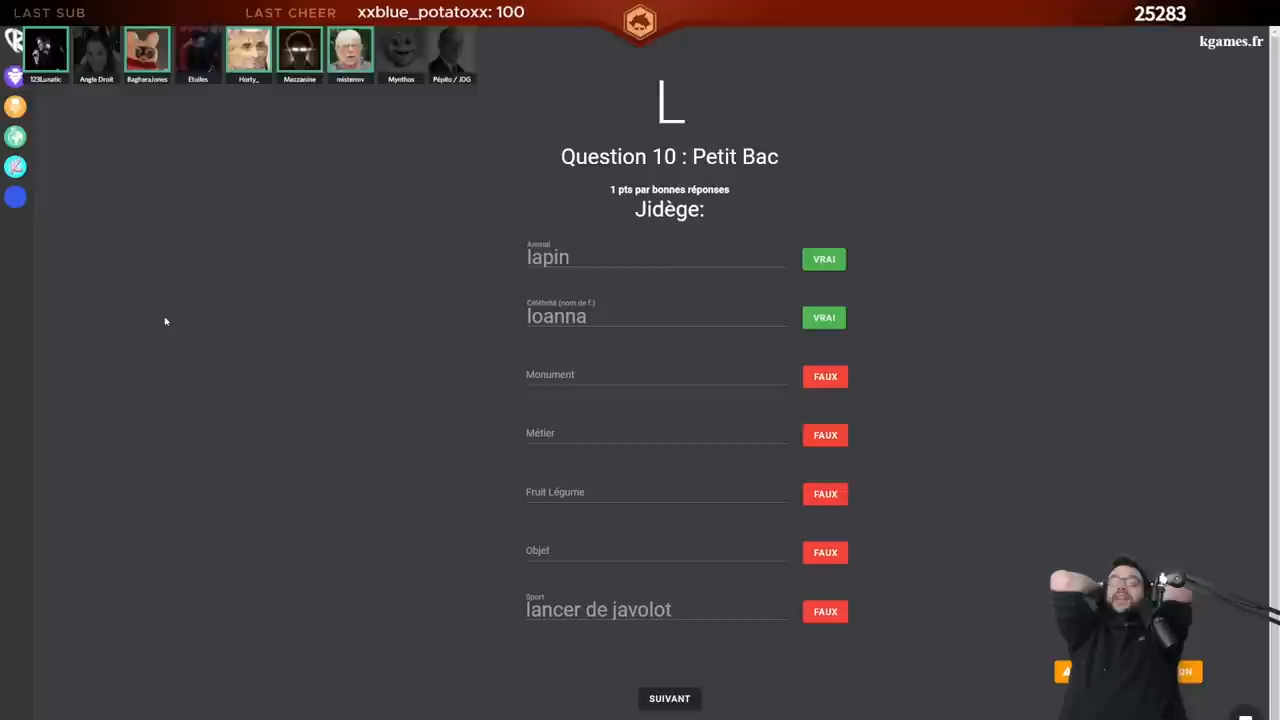 LAST SUB
LAST CHEER xxblue_potatoxx: 100
25283
kgames.fr
123Lunatic Angle Droit BagheraJones Etoiles Horty_ Mezzanine mistermv Mynthos Pépito / JDG
L
Question 10 : Petit Bac
1 pts par bonnes réponses
Jidège:
Animal
lapin
VRAI
Célébrité (nom de f.)
loanna
VRAI
Monument
FAUX
Métier
FAUX
Fruit Légume
FAUX
Objet
FAUX
Sport
lancer de javolot
FAUX
ON
SUIVANT